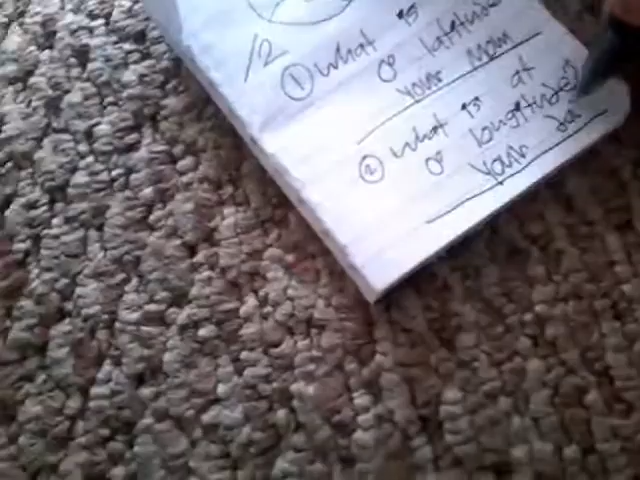 /2
① What is
0° latitude
Your Mom
② What is at
0° longitude?
Your da